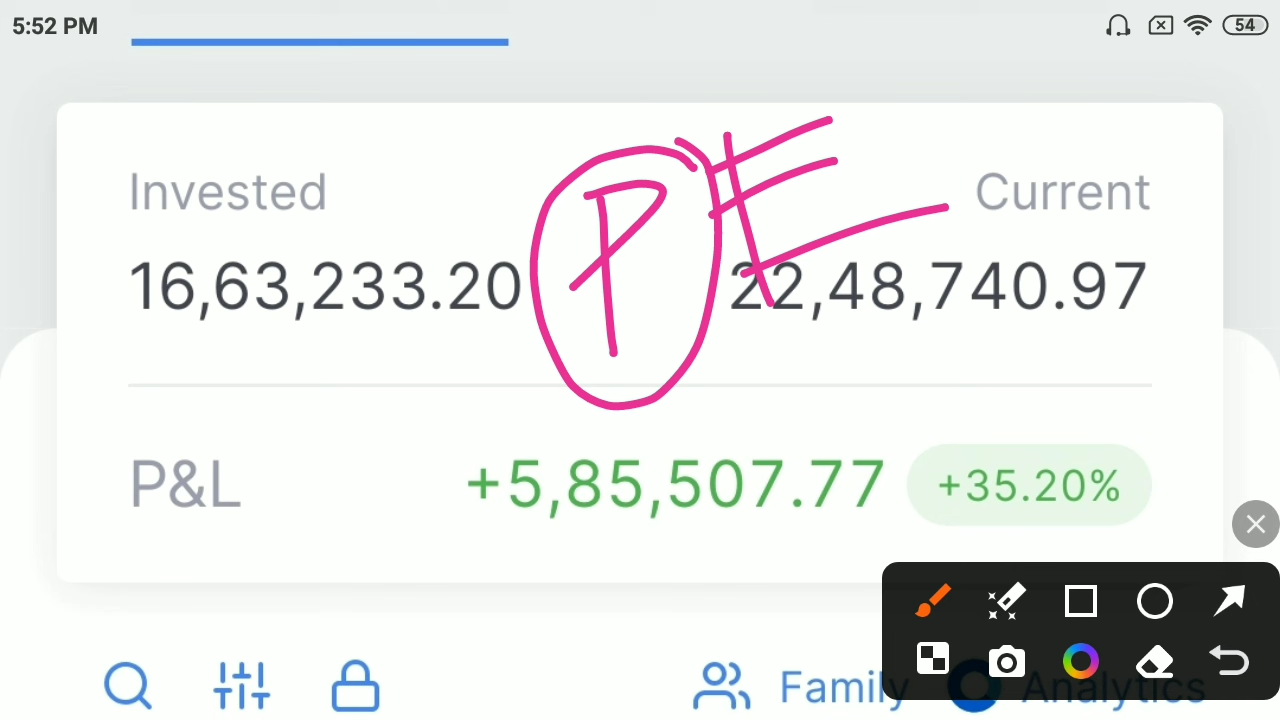 5:52 PM 54
Invested PE Current
16,63,233.20 22,48,740.97
P&L +5,85,507.77 +35.20%
Family Analytics